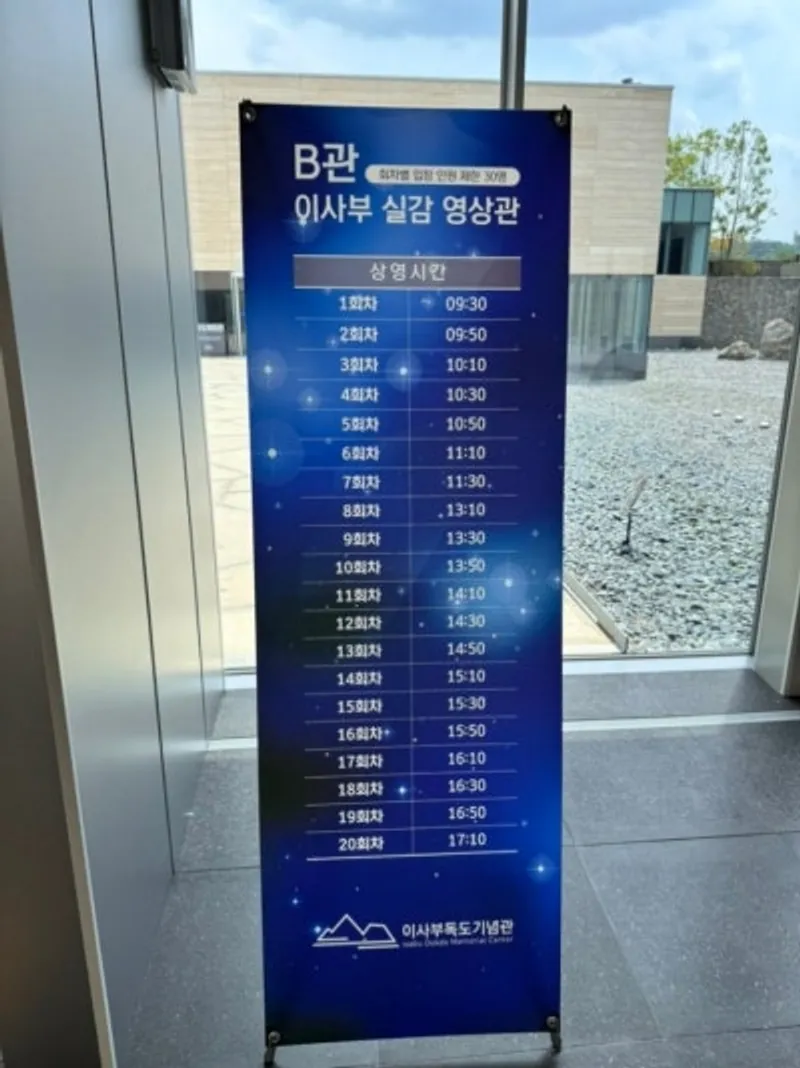 B관 회차별 입장 인원 제한 30명
이사부 실감 영상관
상영시간
1회차 09:30
2회차 09:50
3회차 10:10
4회차 10:30
5회차 10:50
6회차 11:10
7회차 11:30
8회차 13:10
9회차 13:30
10회차 13:50
11회차 14:10
12회차 14:30
13회차 14:50
14회차 15:10
15회차 15:30
16회차 15:50
17회차 16:10
18회차 16:30
19회차 16:50
20회차 17:10
이사부독도기념관
Isabu Dokdo Memorial Center